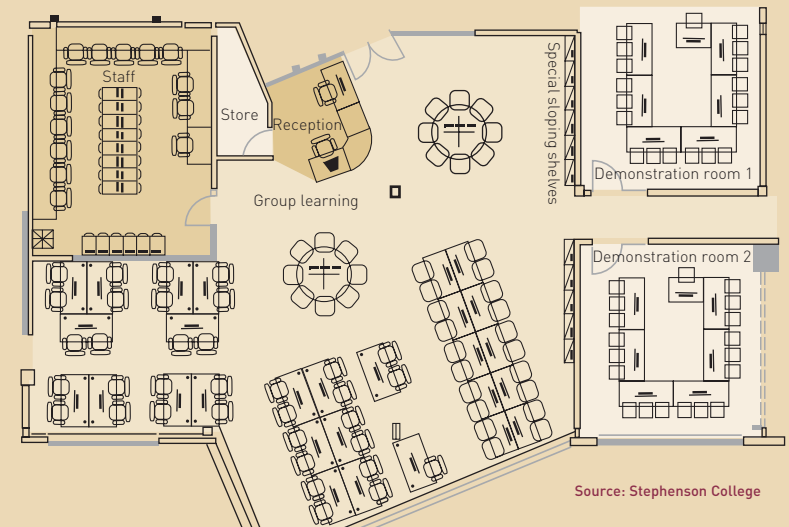 Staff
Store
Reception
Special sloping shelves
Demonstration room 1
Group learning
Demonstration room 2
Source: Stephenson College